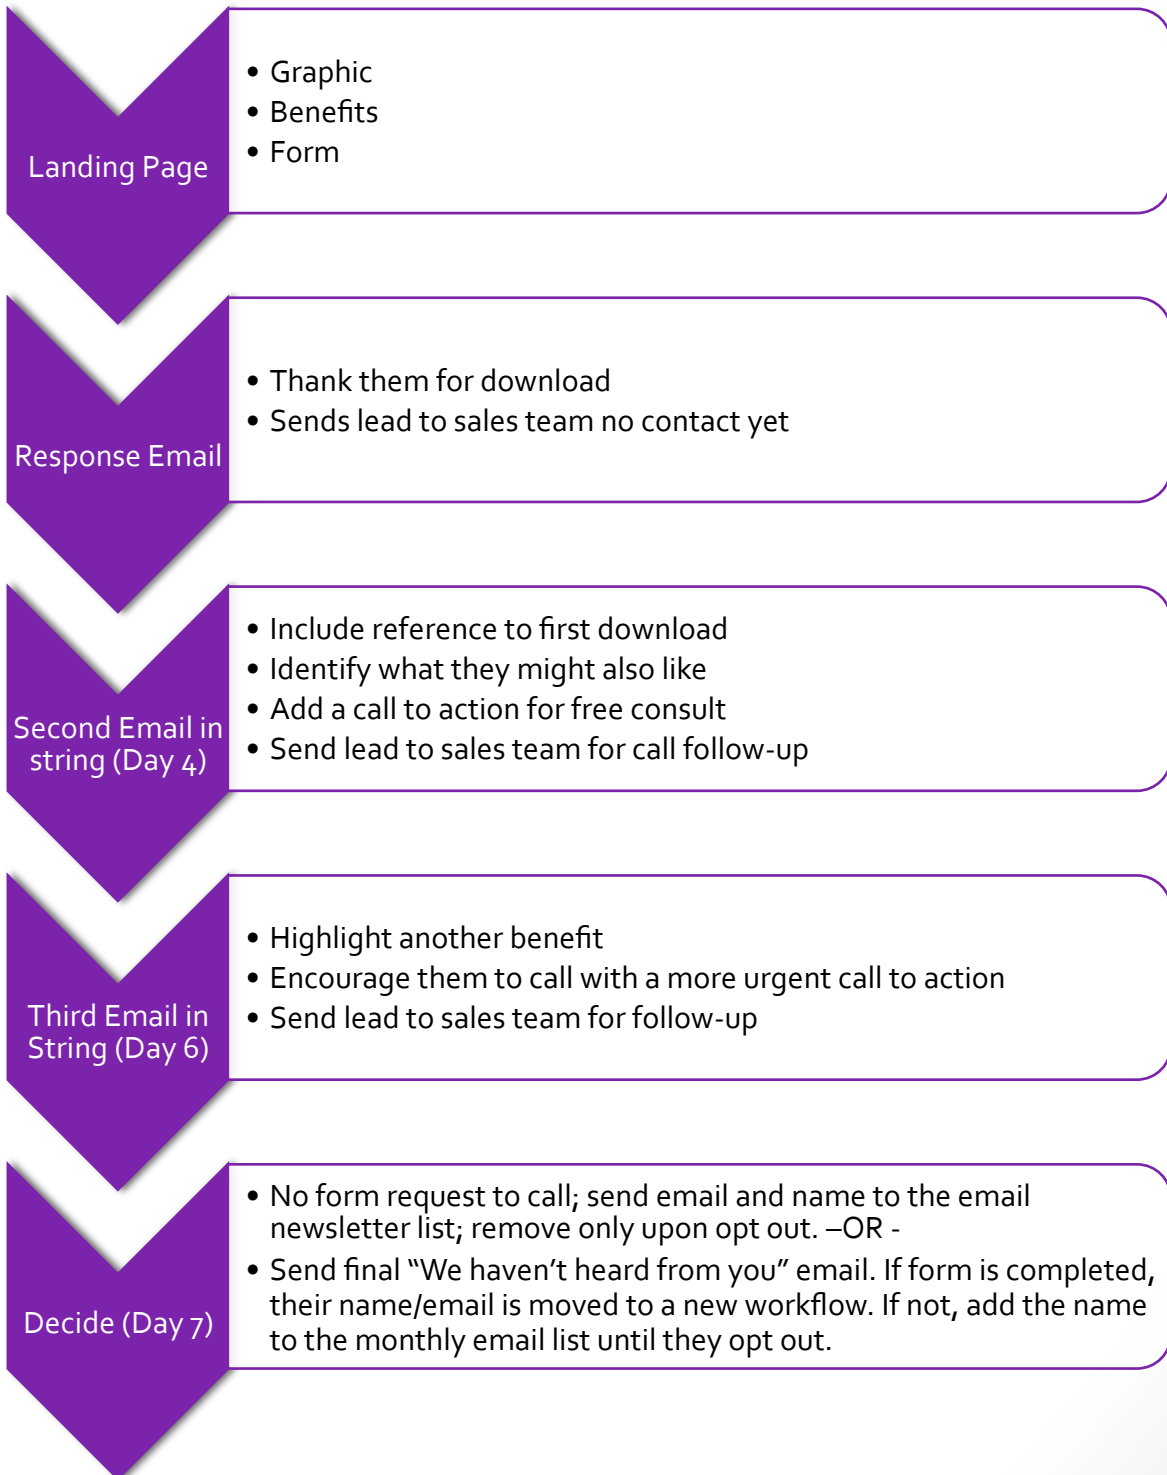 Landing Page
• Graphic
• Benefits
• Form
Response Email
• Thank them for download
• Sends lead to sales team no contact yet
Second Email in
string (Day 4)
• Include reference to first download
• Identify what they might also like
• Add a call to action for free consult
• Send lead to sales team for call follow-up
Third Email in
String (Day 6)
• Highlight another benefit
• Encourage them to call with a more urgent call to action
• Send lead to sales team for follow-up
Decide (Day 7)
• No form request to call; send email and name to the email
newsletter list; remove only upon opt out. –OR -
• Send final “We haven’t heard from you” email. If form is completed,
their name/email is moved to a new workflow. If not, add the name
to the monthly email list until they opt out.